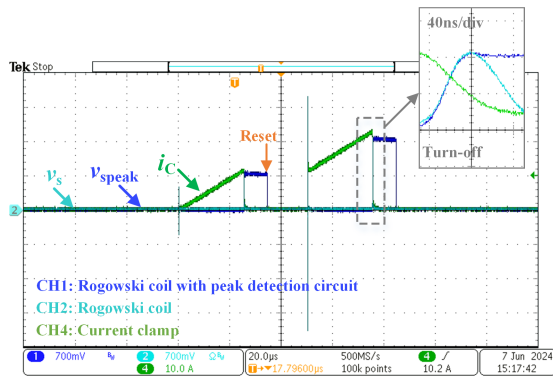 40ns/div
Turn-off
Tek Stop
T
T
Reset
iC
vs
vspeak
2
CH1: Rogowski coil with peak detection circuit
CH2: Rogowski coil
CH4: Current clamp
1 700mV BW 2 700mV Ω BW 20.0µs 500MS/s 4 7 Jun 2024
4 10.0 A T→▼17.79600µs 100k points 10.2 A 15:17:42